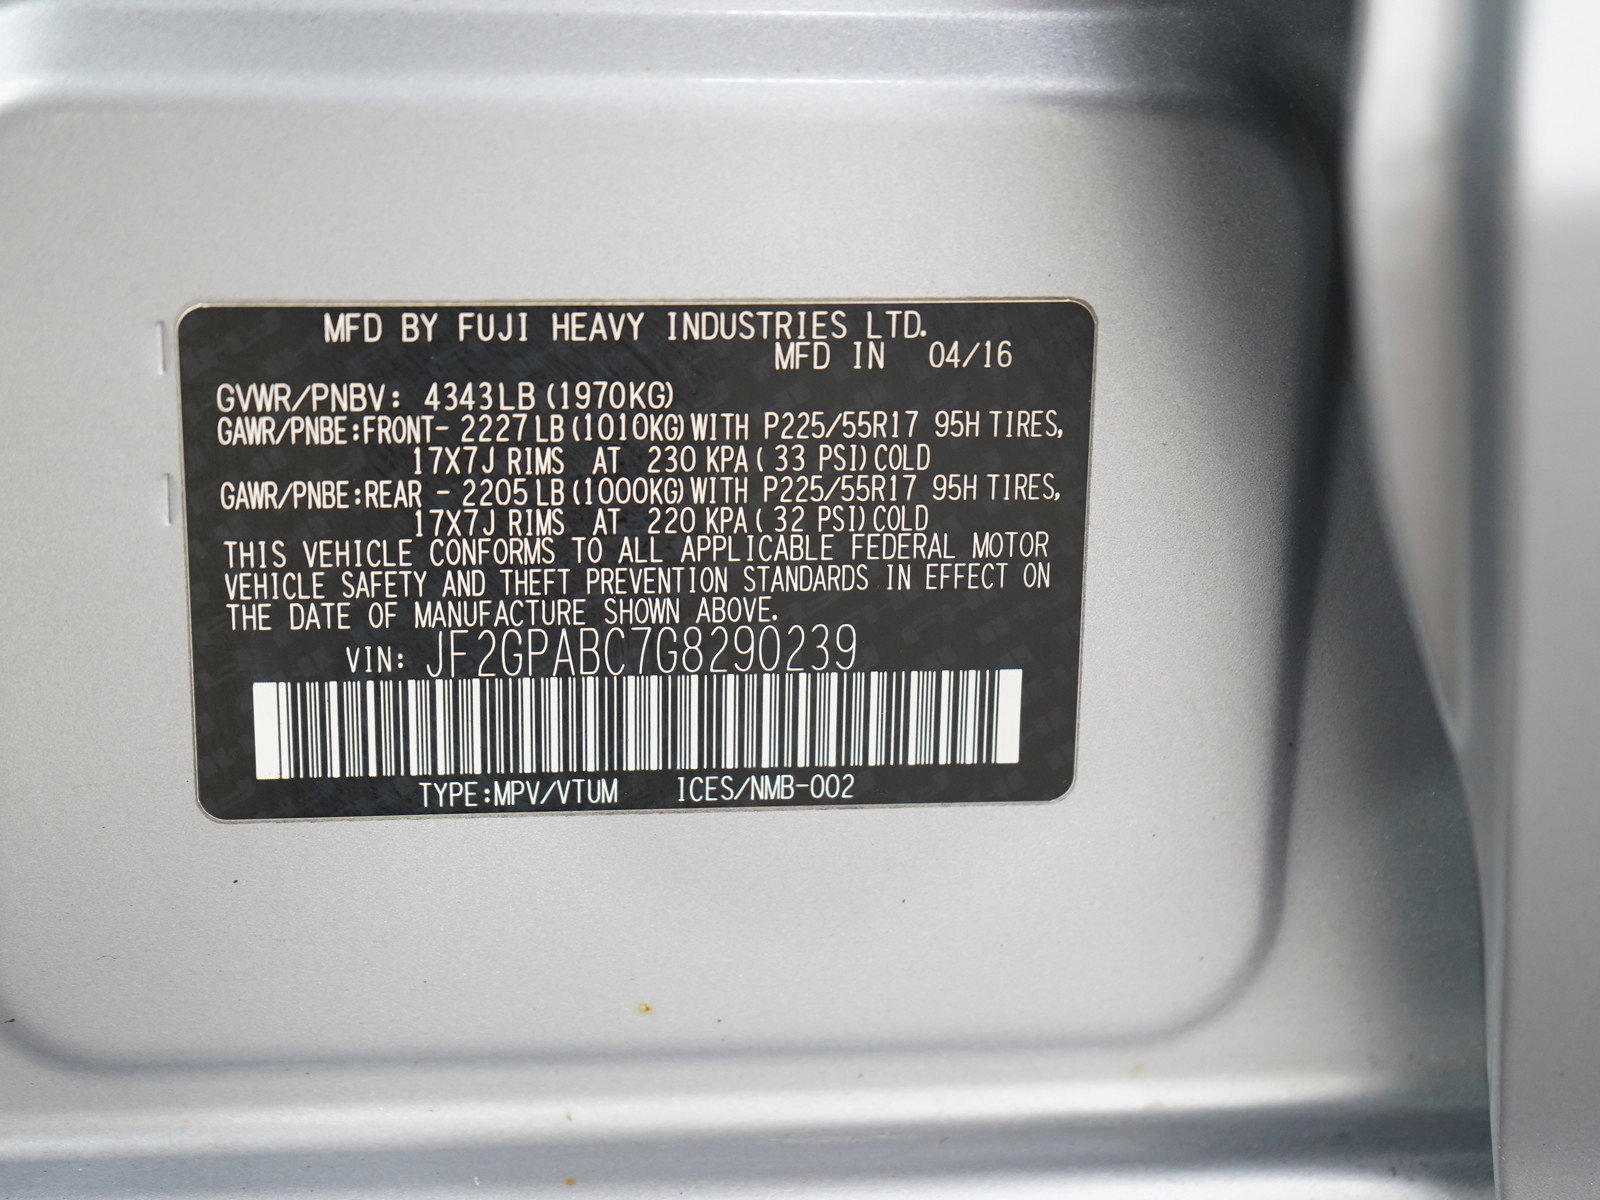 MFD BY FUJI HEAVY INDUSTRIES LTD.
MFD IN 04/16
GVWR/PNBV: 4343LB (1970KG)
GAWR/PNBE:FRONT- 2227LB (1010KG) WITH P225/55R17 95H TIRES,
17X7J RIMS AT 230 KPA ( 33 PSI) COLD
GAWR/PNBE:REAR - 2205LB (1000KG) WITH P225/55R17 95H TIRES,
17X7J RIMS AT 220 KPA ( 32 PSI) COLD
THIS VEHICLE CONFORMS TO ALL APPLICABLE FEDERAL MOTOR
VEHICLE SAFETY AND THEFT PREVENTION STANDARDS IN EFFECT ON
THE DATE OF MANUFACTURE SHOWN ABOVE.
VIN: JF2GPABC7G8290239
TYPE:MPV/VTUM ICES/NMB-002